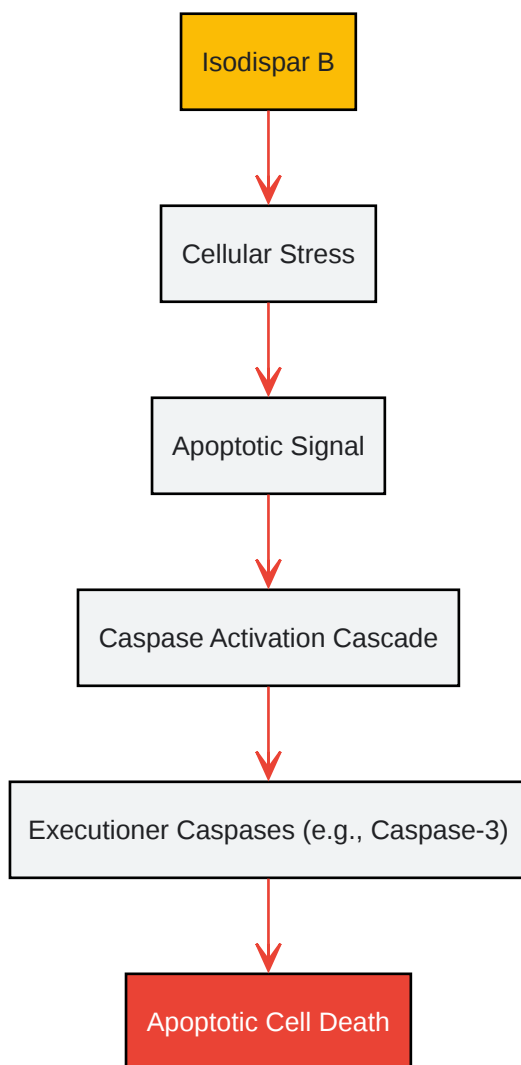 Isodispar B
Cellular Stress
Apoptotic Signal
Caspase Activation Cascade
Executioner Caspases (e.g., Caspase-3)
Apoptotic Cell Death